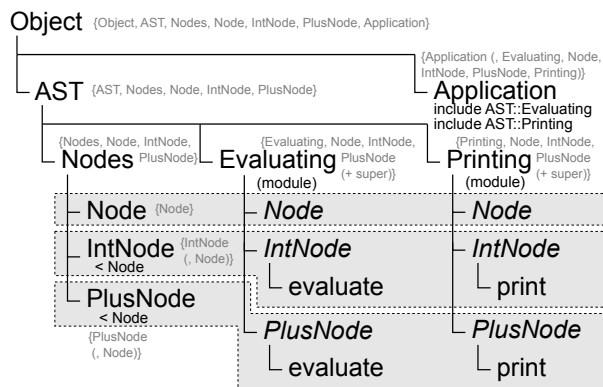 Object {Object, AST, Nodes, Node, IntNode, PlusNode, Application}
AST {AST, Nodes, Node, IntNode, PlusNode}
{Application (, Evaluating, Node,
IntNode, PlusNode, Printing)}
Application
include AST::Evaluating
include AST::Printing
{Nodes, Node, IntNode,
PlusNode}
Nodes
{Evaluating, Node, IntNode,
PlusNode
(+ super)}
Evaluating
(module)
{Printing, Node, IntNode,
PlusNode
(+ super)}
Printing
(module)
Node {Node}
Node
Node
IntNode {IntNode
(, Node)}
< Node
IntNode
evaluate
IntNode
print
PlusNode
< Node
{PlusNode
(, Node)}
PlusNode
evaluate
PlusNode
print